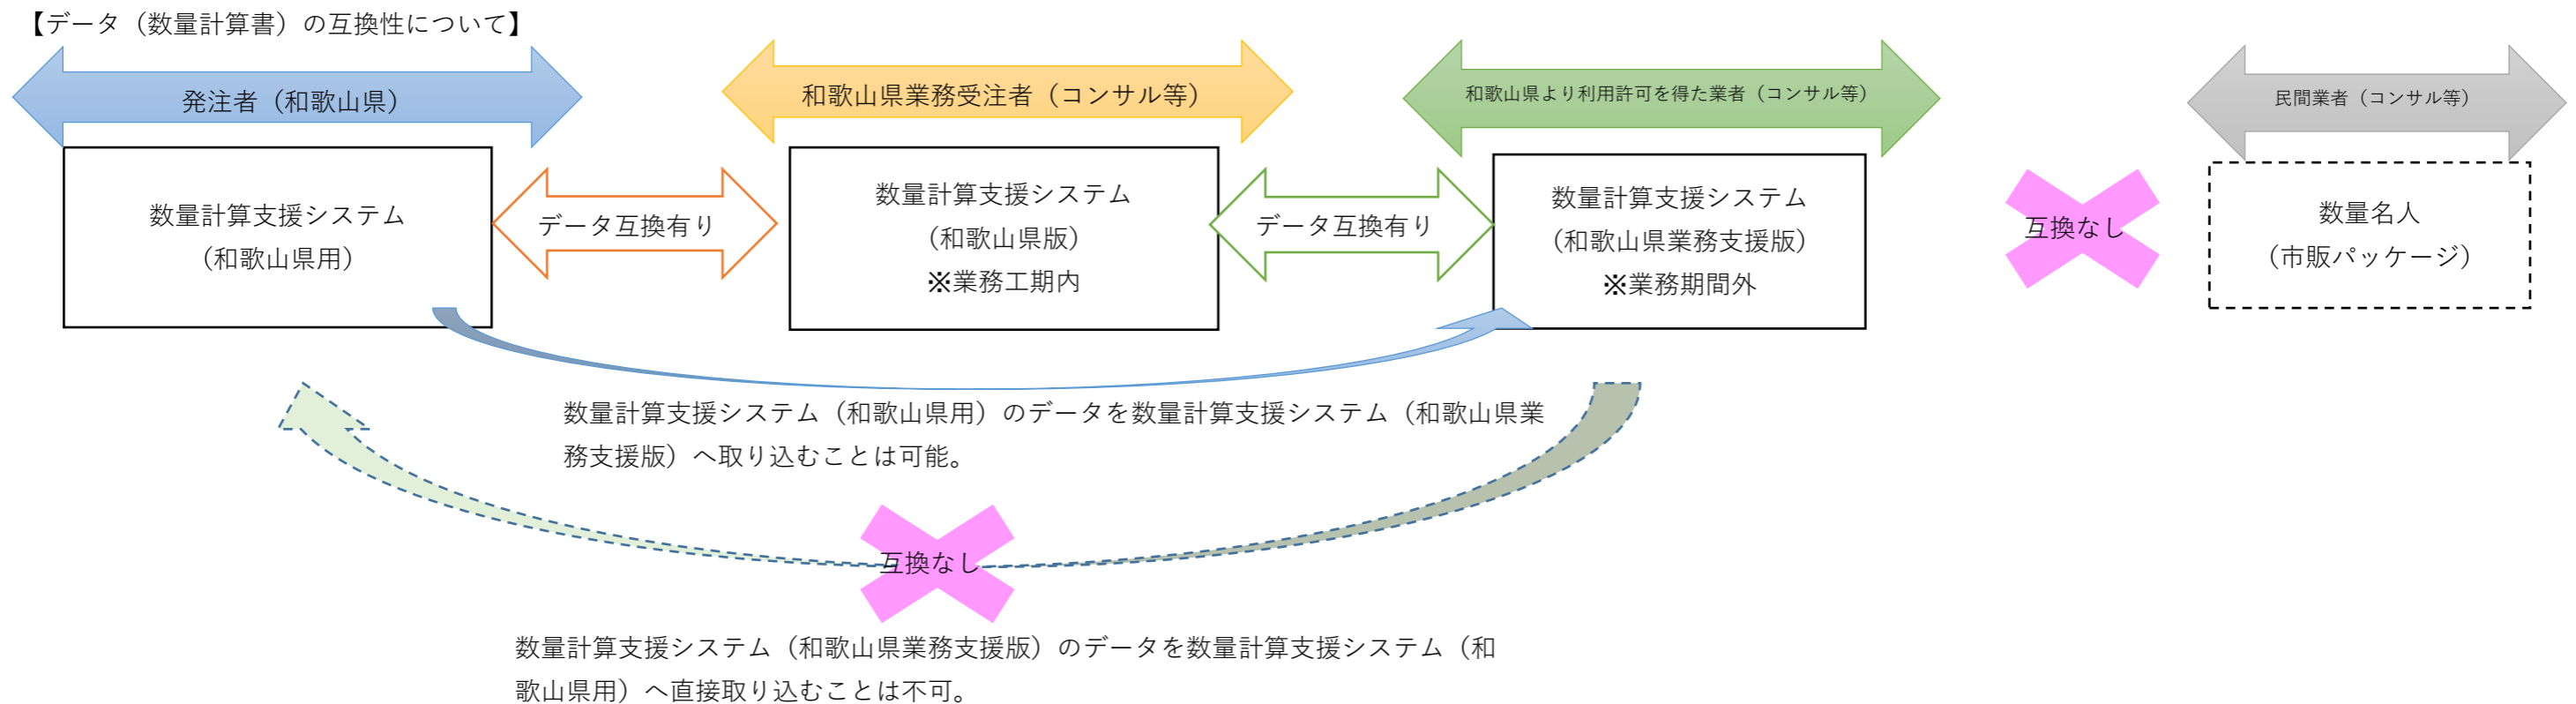 【データ（数量計算書）の互換性について】
発注者（和歌山県）
和歌山県業務受注者（コンサル等）
和歌山県より利用許可を得た業者（コンサル等）
民間業者（コンサル等）
数量計算支援システム
（和歌山県用）
データ互換有り
数量計算支援システム
（和歌山県版）
※業務工期内
データ互換有り
数量計算支援システム
（和歌山県業務支援版）
※業務期間外
互換なし
数量名人
（市販パッケージ）
数量計算支援システム（和歌山県用）のデータを数量計算支援システム（和歌山県業
務支援版）へ取り込むことは可能。
互換なし
数量計算支援システム（和歌山県業務支援版）のデータを数量計算支援システム（和
歌山県用）へ直接取り込むことは不可。